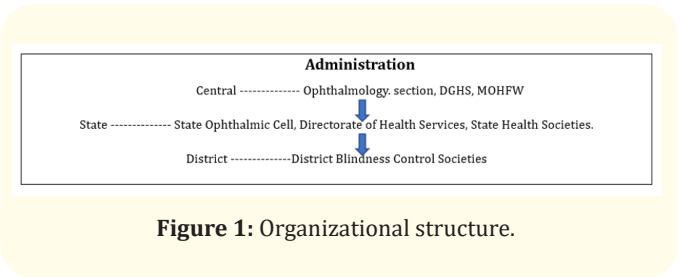 Administration
Central -------------- Ophthalmology. section, DGHS, MOHFW
State -------------- State Ophthalmic Cell, Directorate of Health Services, State Health Societies.
District --------------District Blindness Control Societies
Figure 1: Organizational structure.